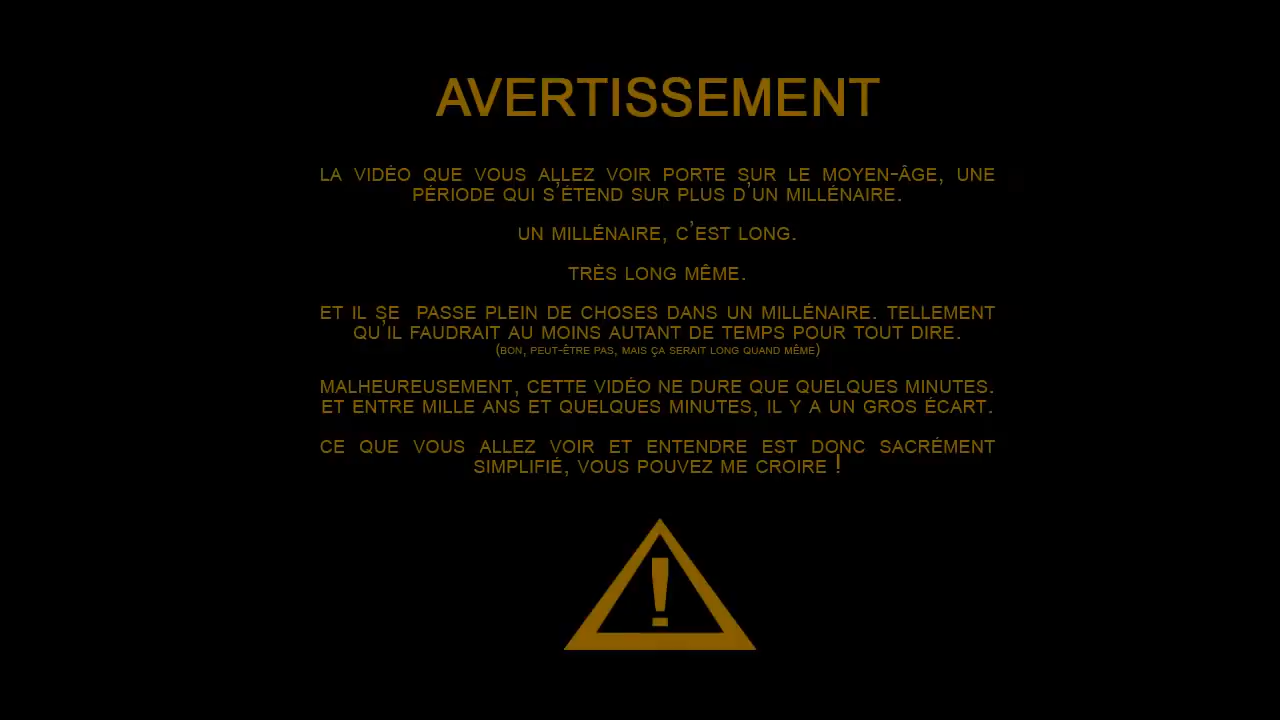 AVERTISSEMENT
LA VIDÉO QUE VOUS ALLEZ VOIR PORTE SUR LE MOYEN-ÂGE, UNE
PÉRIODE QUI S'ÉTEND SUR PLUS D'UN MILLÉNAIRE.
UN MILLÉNAIRE, C'EST LONG.
TRÈS LONG MÊME.
ET IL SE PASSE PLEIN DE CHOSES DANS UN MILLÉNAIRE. TELLEMENT
QU'IL FAUDRAIT AU MOINS AUTANT DE TEMPS POUR TOUT DIRE.
(BON, PEUT-ÊTRE PAS, MAIS ÇA SERAIT LONG QUAND MÊME)
MALHEUREUSEMENT, CETTE VIDÉO NE DURE QUE QUELQUES MINUTES.
ET ENTRE MILLE ANS ET QUELQUES MINUTES, IL Y A UN GROS ÉCART.
CE QUE VOUS ALLEZ VOIR ET ENTENDRE EST DONC SACRÉMENT
SIMPLIFIÉ, VOUS POUVEZ ME CROIRE !
!